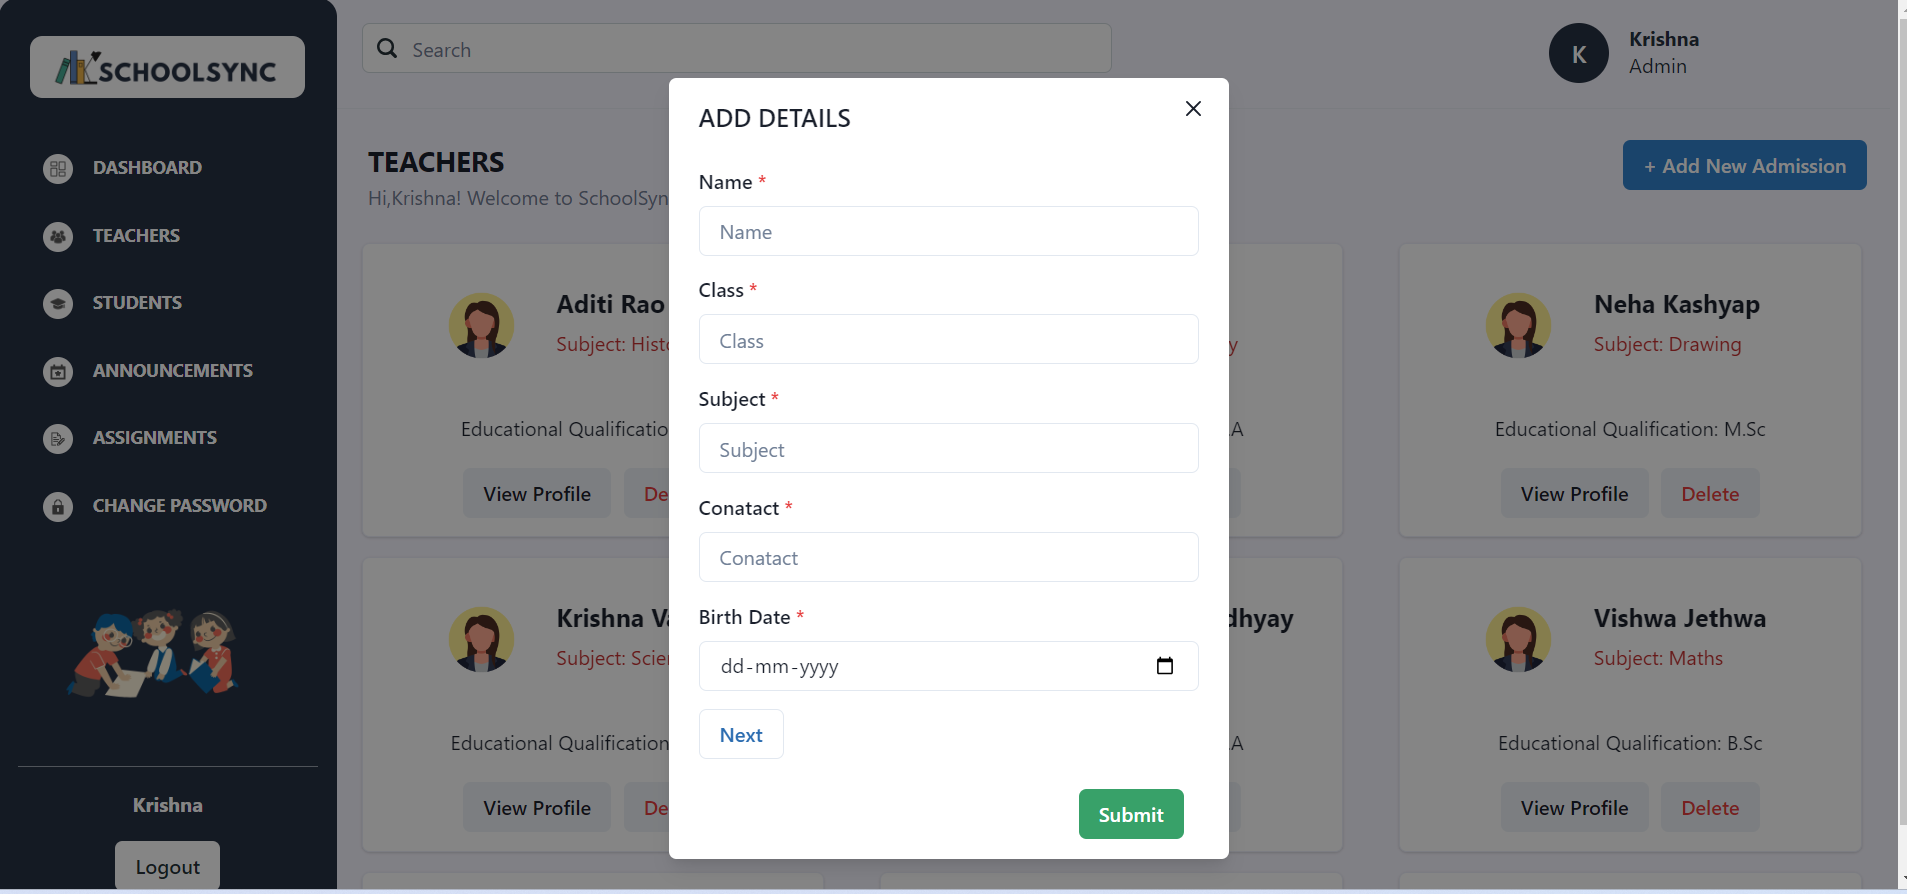 SCHOOLSYNC
DASHBOARD
TEACHERS
STUDENTS
ANNOUNCEMENTS
ASSIGNMENTS
CHANGE PASSWORD
Krishna
Logout
Search
K
Krishna
Admin
TEACHERS
Hi,Krishna! Welcome to SchoolSyn
+ Add New Admission
Aditi Rao
Subject: Histo
Educational Qualificatio
View Profile
De
y
A
Neha Kashyap
Subject: Drawing
Educational Qualification: M.Sc
View Profile
Delete
Krishna Va
Subject: Scien
Educational Qualification
View Profile
De
dhyay
A
Vishwa Jethwa
Subject: Maths
Educational Qualification: B.Sc
View Profile
Delete
ADD DETAILS
Name *
Name
Class *
Class
Subject *
Subject
Conatact *
Conatact
Birth Date *
dd-mm-yyyy
Next
Submit